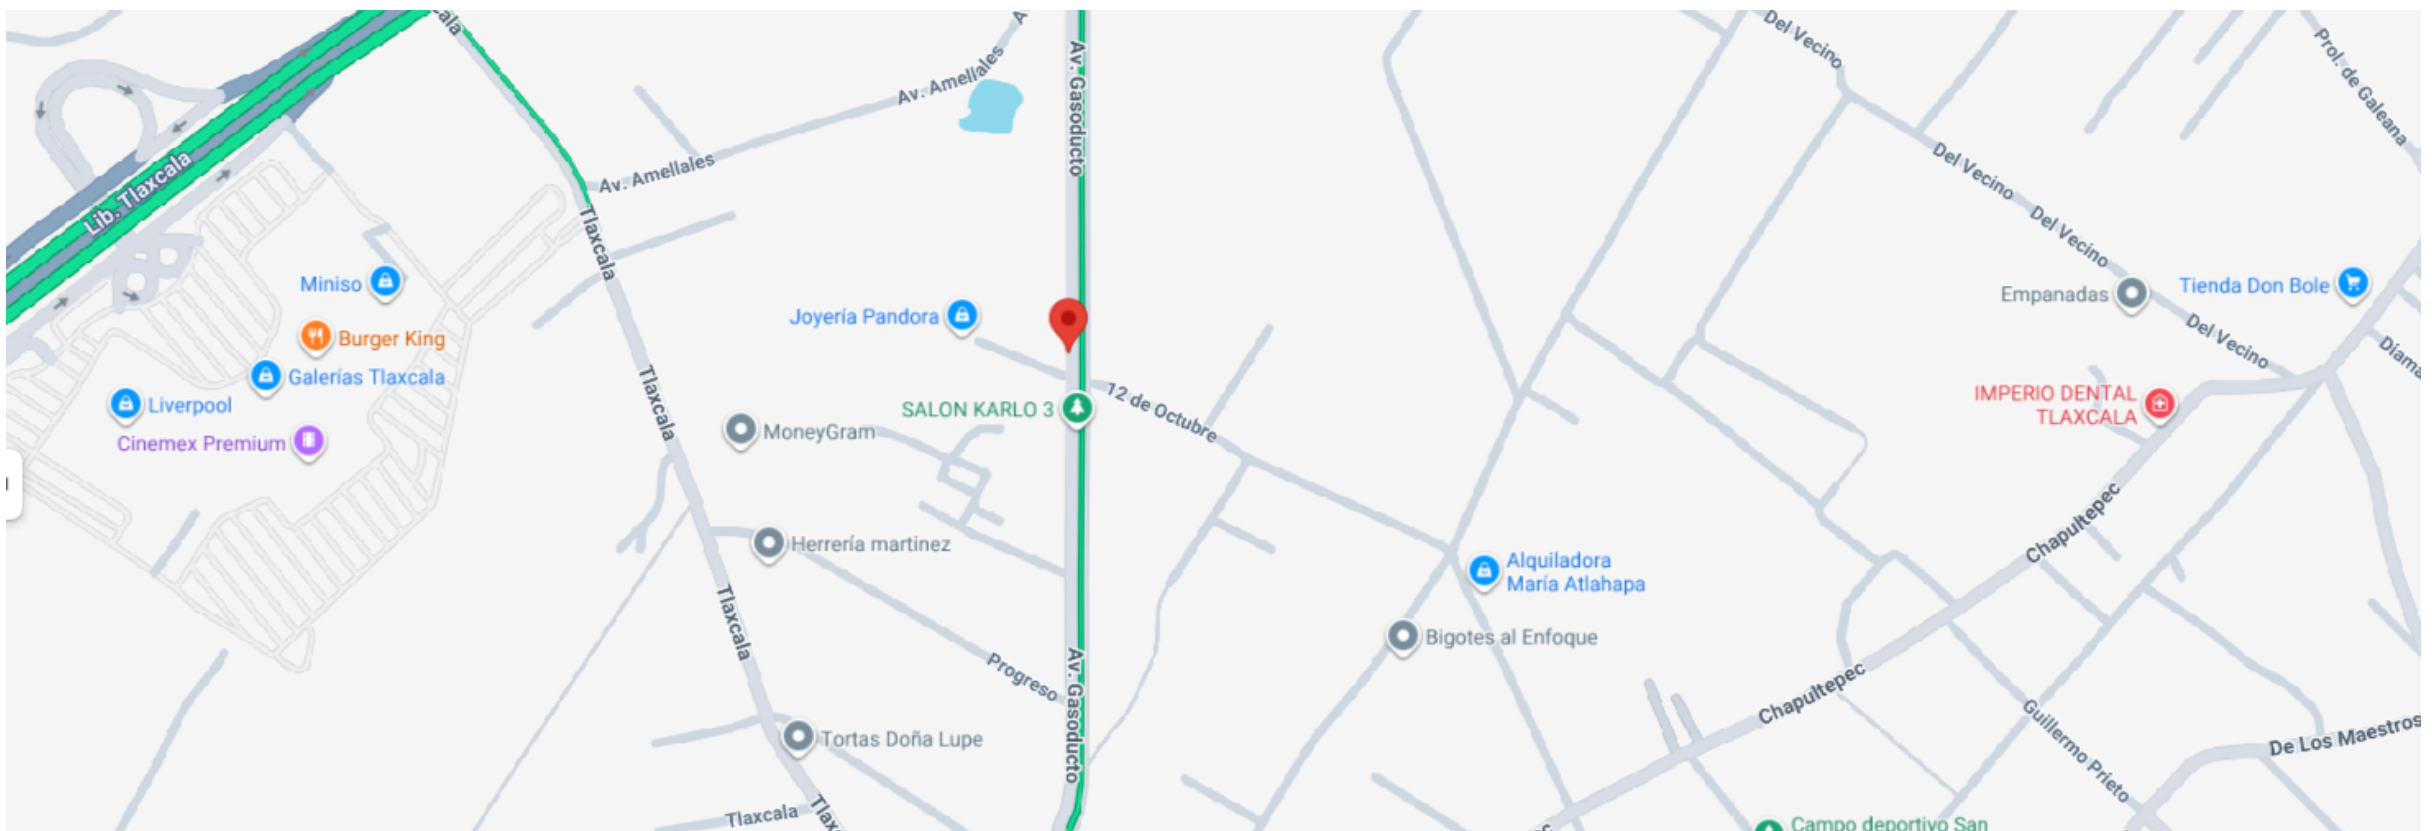 Av. Gasoducto
Del Vecino
Prol. de Galeana
Av. Amellales
Av. Amellales
Lib. Tlaxcala
Tlaxcala
Del Vecino
Del Vecino
Miniso
Burger King
Galerías Tlaxcala
Liverpool
Cinemex Premium
Joyería Pandora
SALON KARLO 3
12 de Octubre
Empanadas
Tienda Don Bole
Del Vecino
IMPERIO DENTAL
TLAXCALA
Tlaxcala
MoneyGram
Herrería martinez
Chapultepec
Alquiladora
María Atlahapa
Bigotes al Enfoque
Tlaxcala
Progreso
Av. Gasoducto
Chapultepec
Guillermo Prieto
De Los Maestros
Tortas Doña Lupe
Tlaxcala
Campo deportivo San